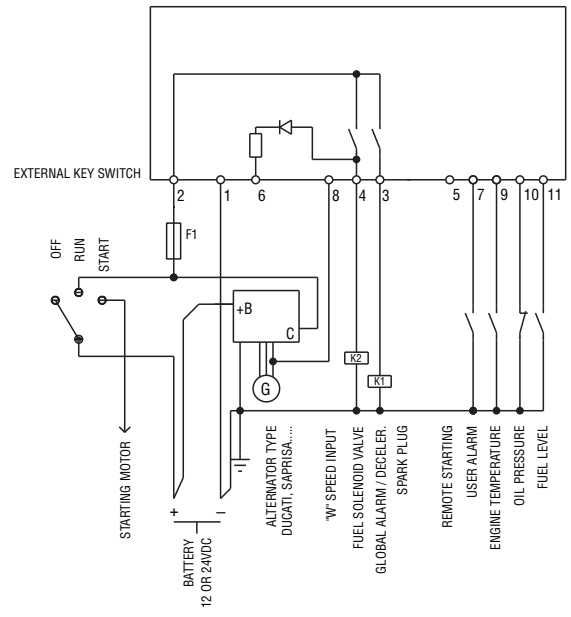 EXTERNAL KEY SWITCH
2
1
6
8
4
3
5
7
9
10
11
F1
OFF
RUN
START
+B
C
G
K2
K1
STARTING MOTOR
+
–
BATTERY
12 OR 24VDC
ALTERNATOR TYPE
DUCATI, SAPRISA.....
"W" SPEED INPUT
FUEL SOLENOID VALVE
GLOBAL ALARM / DECELER.
SPARK PLUG
REMOTE STARTING
USER ALARM
ENGINE TEMPERATURE
OIL PRESSURE
FUEL LEVEL